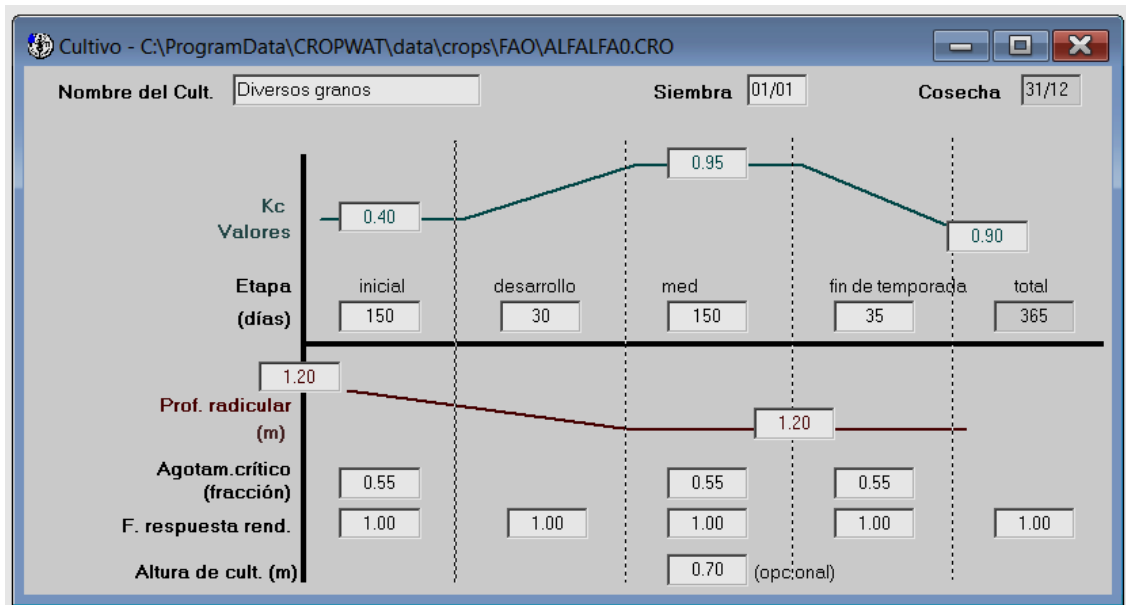 Cultivo - C:\ProgramData\CROPWAT\data\crops\FAO\ALFALFA0.CRO
Nombre del Cult. Diversos granos Siembra 01/01 Cosecha 31/12
0.95
Kc 0.40
Valores 0.90
Etapa inicial desarrollo med fin de temporada total
(días) 150 30 150 35 365
1.20
Prof. radicular 1.20
(m)
Agotam.crítico 0.55 0.55 0.55
(fracción)
F. respuesta rend. 1.00 1.00 1.00 1.00 1.00
Altura de cult. (m) 0.70 (opcional)